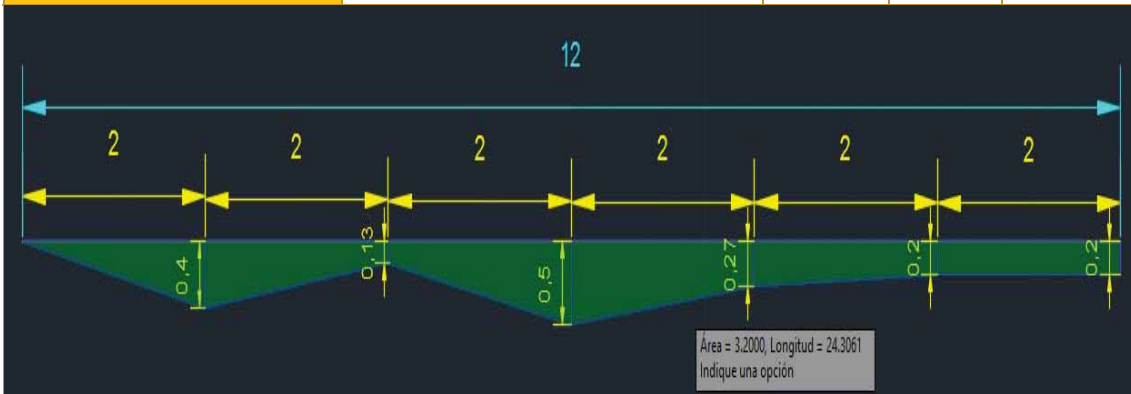 12
2 2 2 2 2 2
0,4 0,13 0,5 0,27 0,2 0,2
Área = 3.2000, Longitud = 24.3061
Indique una opción